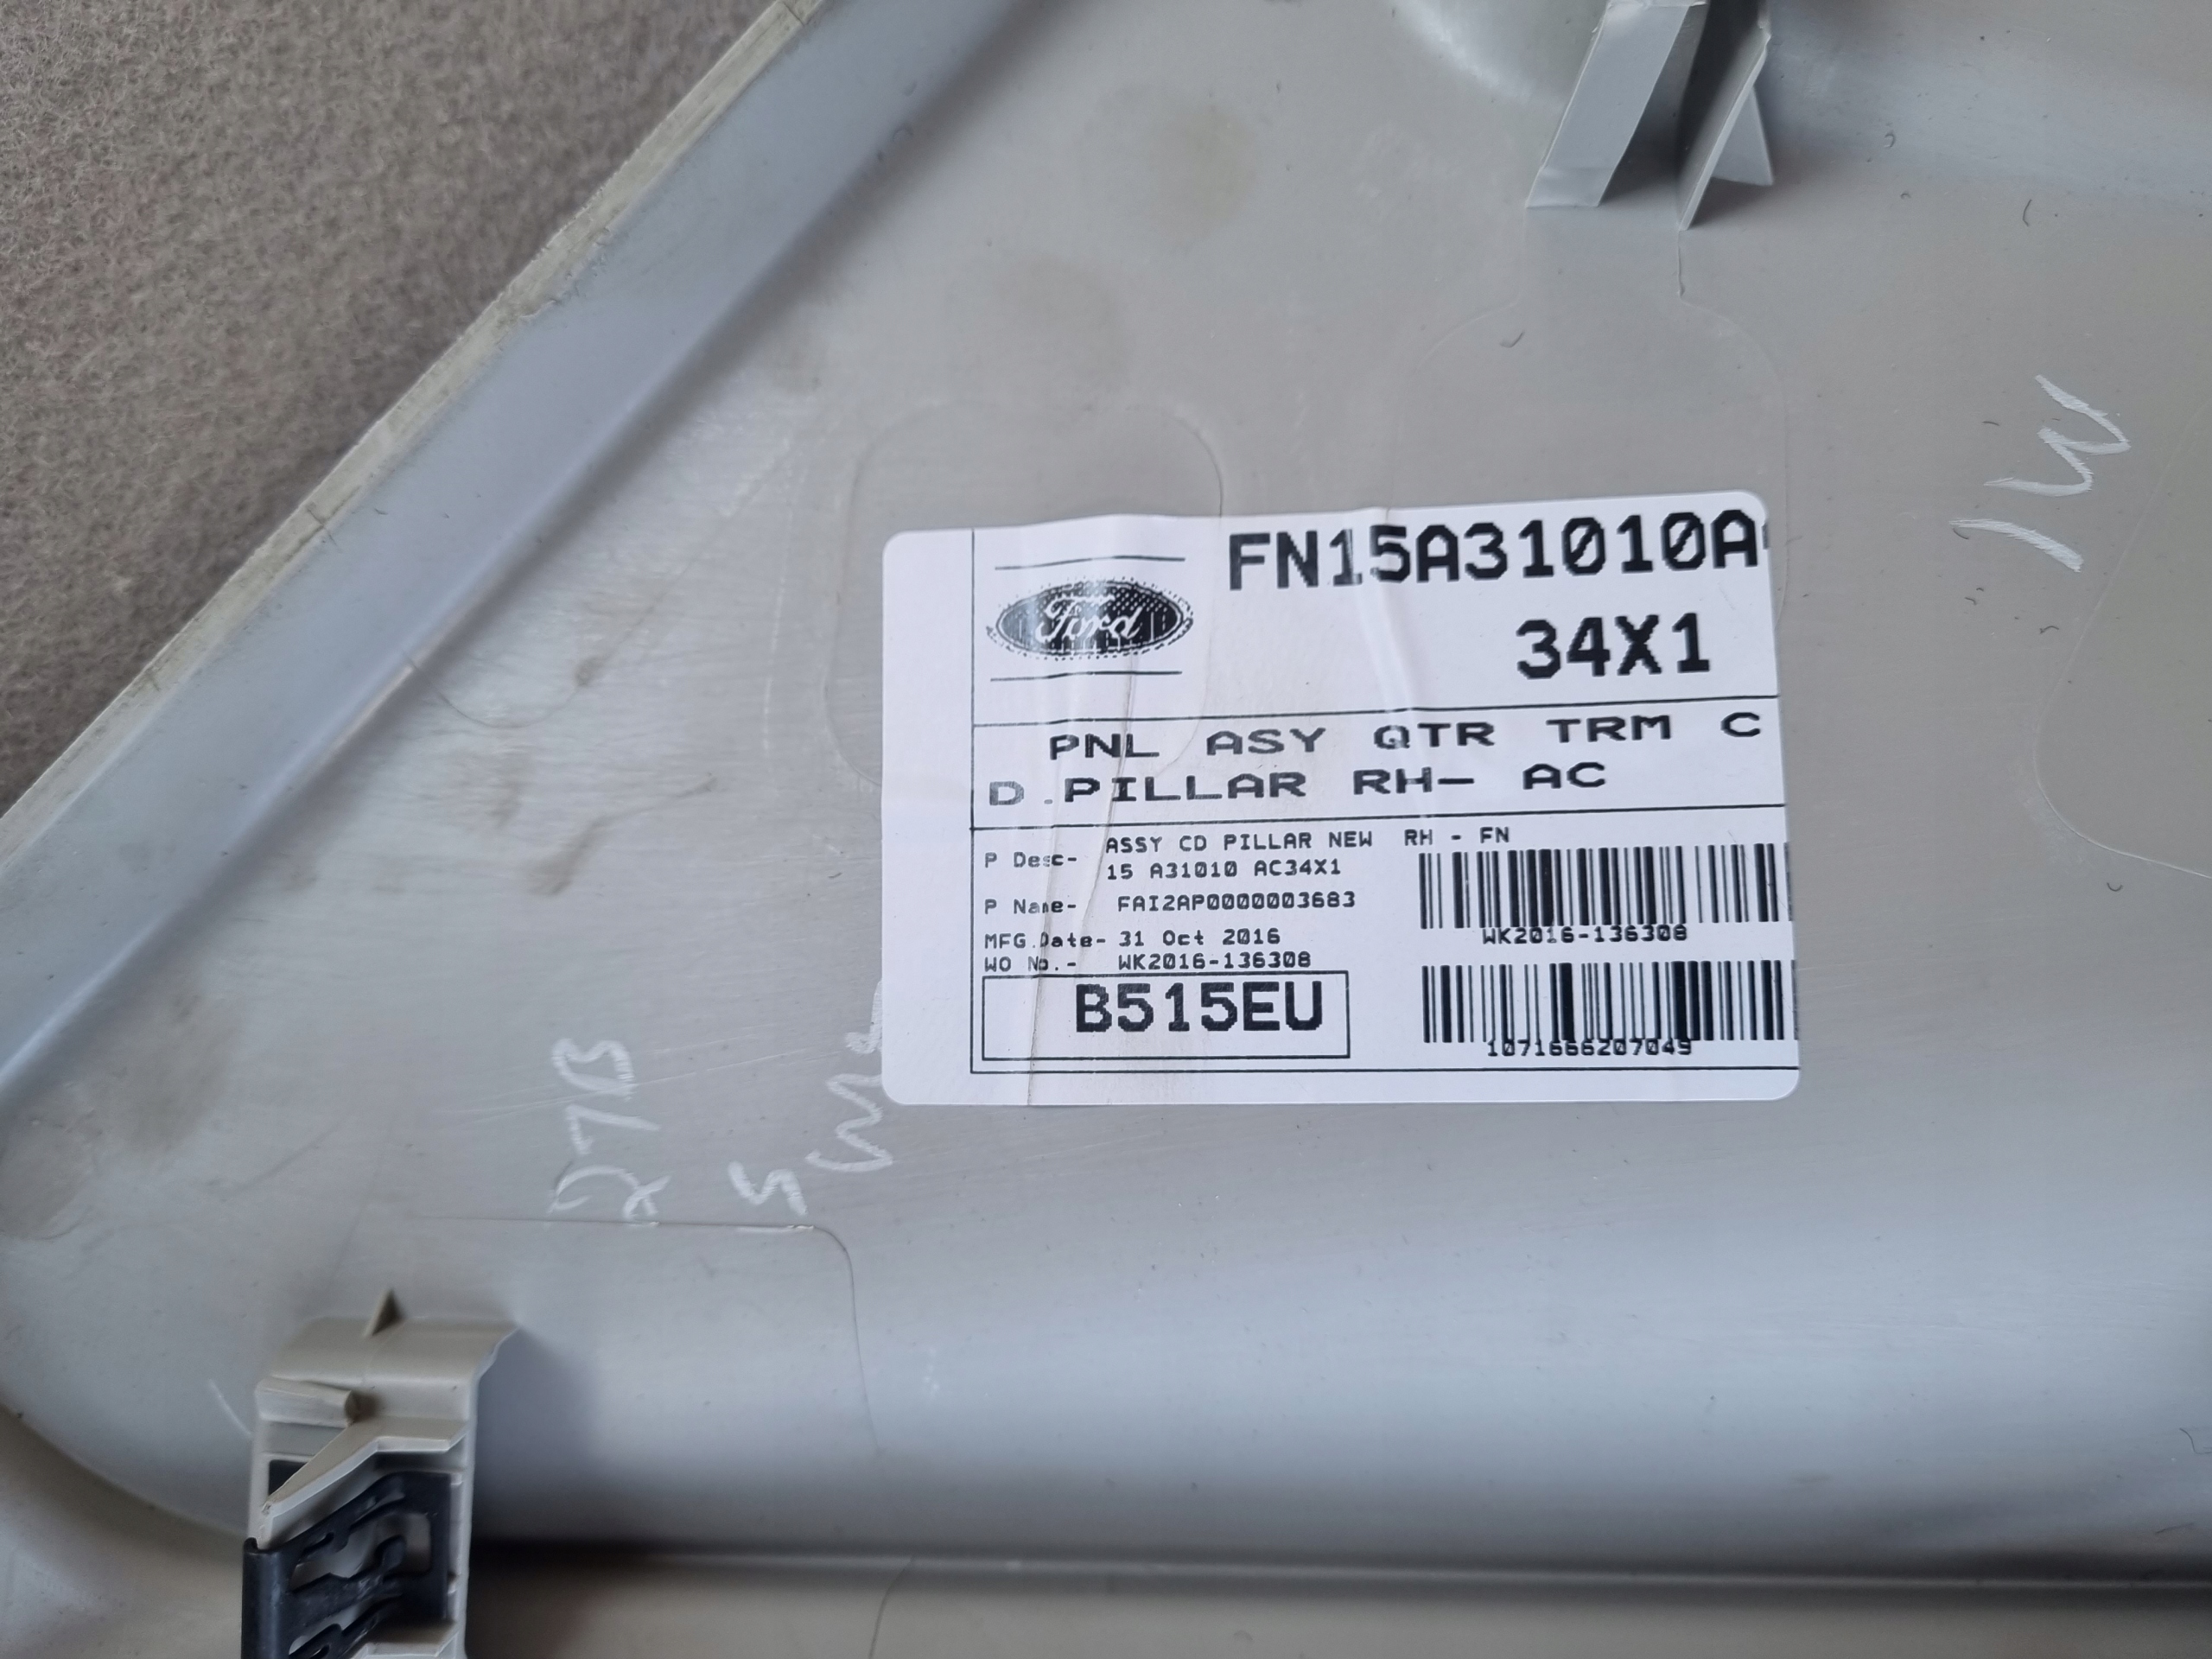 FN15A31010A
34X1
Ford
PNL ASY QTR TRM C
D.PILLAR RH- AC
P Desc- ASSY CD PILLAR NEW RH - FN
15 A31010 AC34X1
P Name- FAI2AP0000003683
MFG.Date- 31 Oct 2016
WO No.- WK2016-136308
B515EU
WK2016-136308
1071666207049